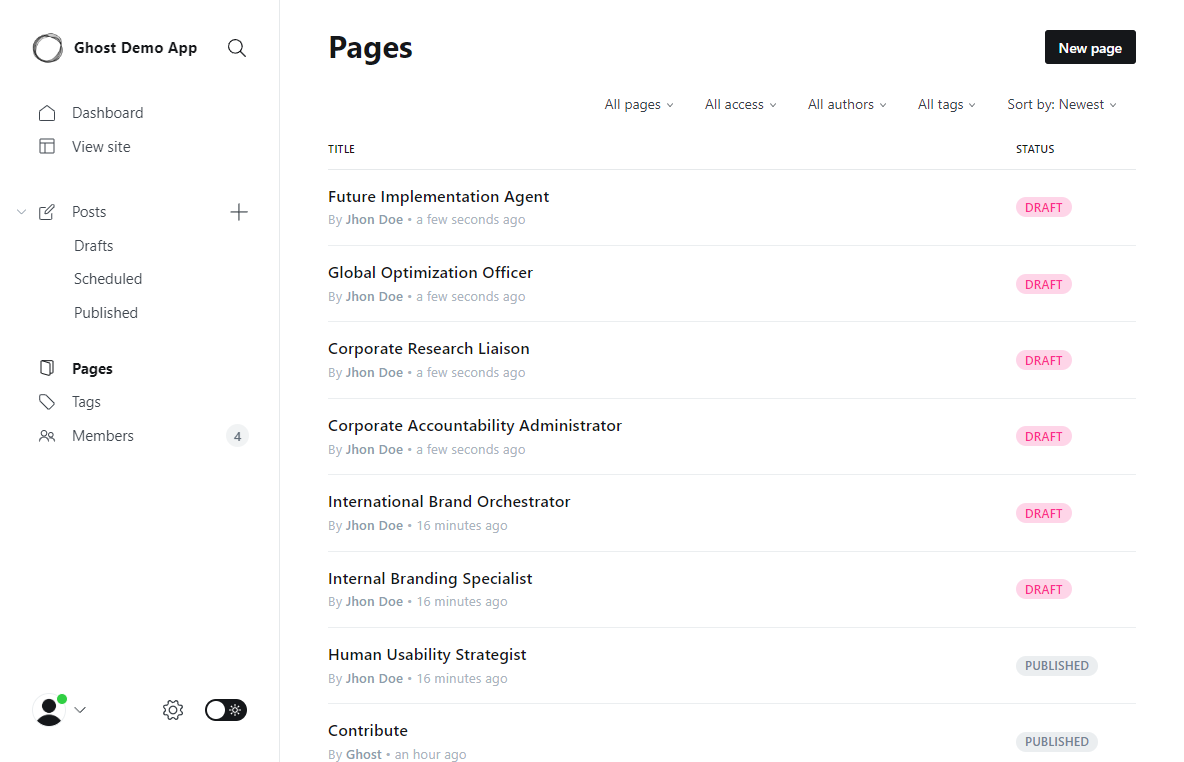 Ghost Demo App
Dashboard
View site
Posts
Drafts
Scheduled
Published
Pages
Tags
Members 4
Pages
New page
All pages All access All authors All tags Sort by: Newest
TITLE STATUS
Future Implementation Agent
By Jhon Doe • a few seconds ago
DRAFT
Global Optimization Officer
By Jhon Doe • a few seconds ago
DRAFT
Corporate Research Liaison
By Jhon Doe • a few seconds ago
DRAFT
Corporate Accountability Administrator
By Jhon Doe • a few seconds ago
DRAFT
International Brand Orchestrator
By Jhon Doe • 16 minutes ago
DRAFT
Internal Branding Specialist
By Jhon Doe • 16 minutes ago
DRAFT
Human Usability Strategist
By Jhon Doe • 16 minutes ago
PUBLISHED
Contribute
By Ghost • an hour ago
PUBLISHED